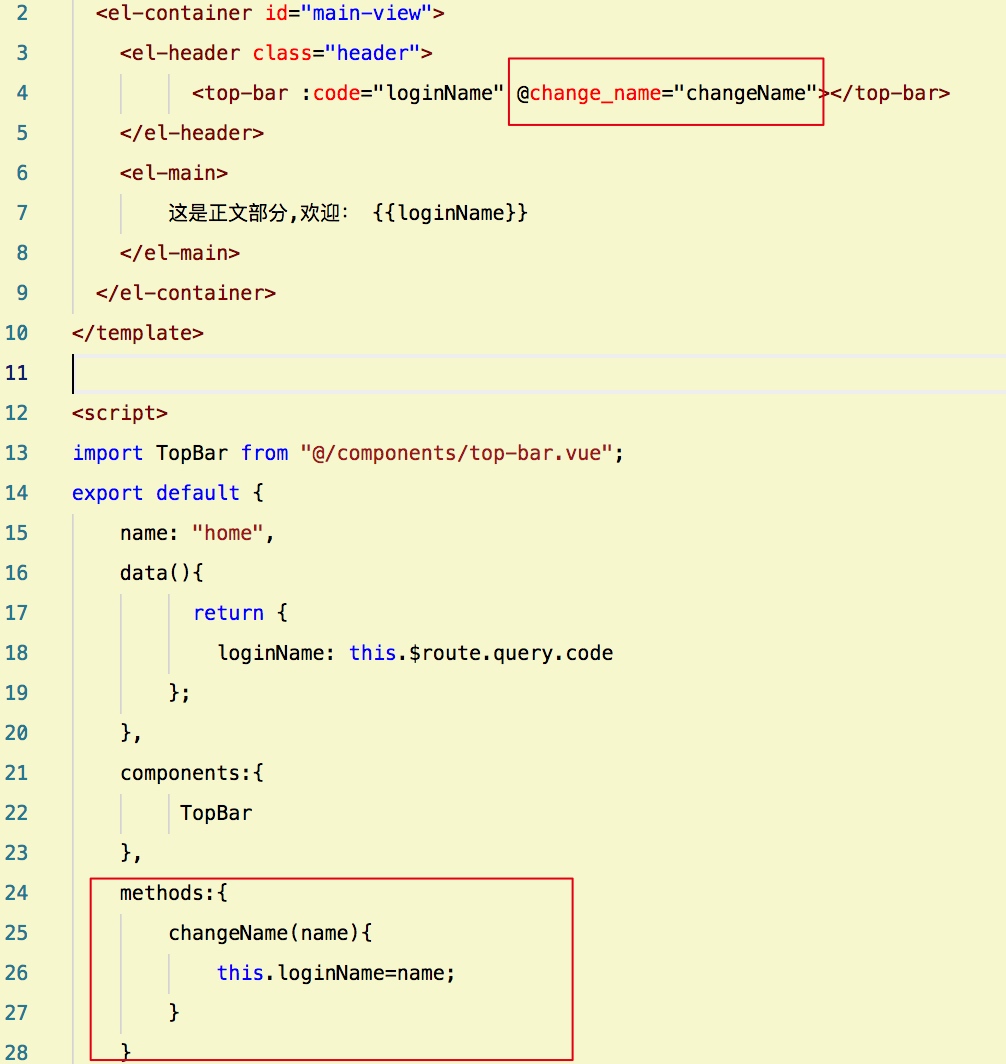 2 <el-container id="main-view">
3 <el-header class="header">
4 <top-bar :code="loginName" @change_name="changeName"></top-bar>
5 </el-header>
6 <el-main>
7 这是正文部分,欢迎： {{loginName}}
8 </el-main>
9 </el-container>
10 </template>
11
12 <script>
13 import TopBar from "@/components/top-bar.vue";
14 export default {
15 name: "home",
16 data(){
17 return {
18 loginName: this.$route.query.code
19 };
20 },
21 components:{
22 TopBar
23 },
24 methods:{
25 changeName(name){
26 this.loginName=name;
27 }
28 }